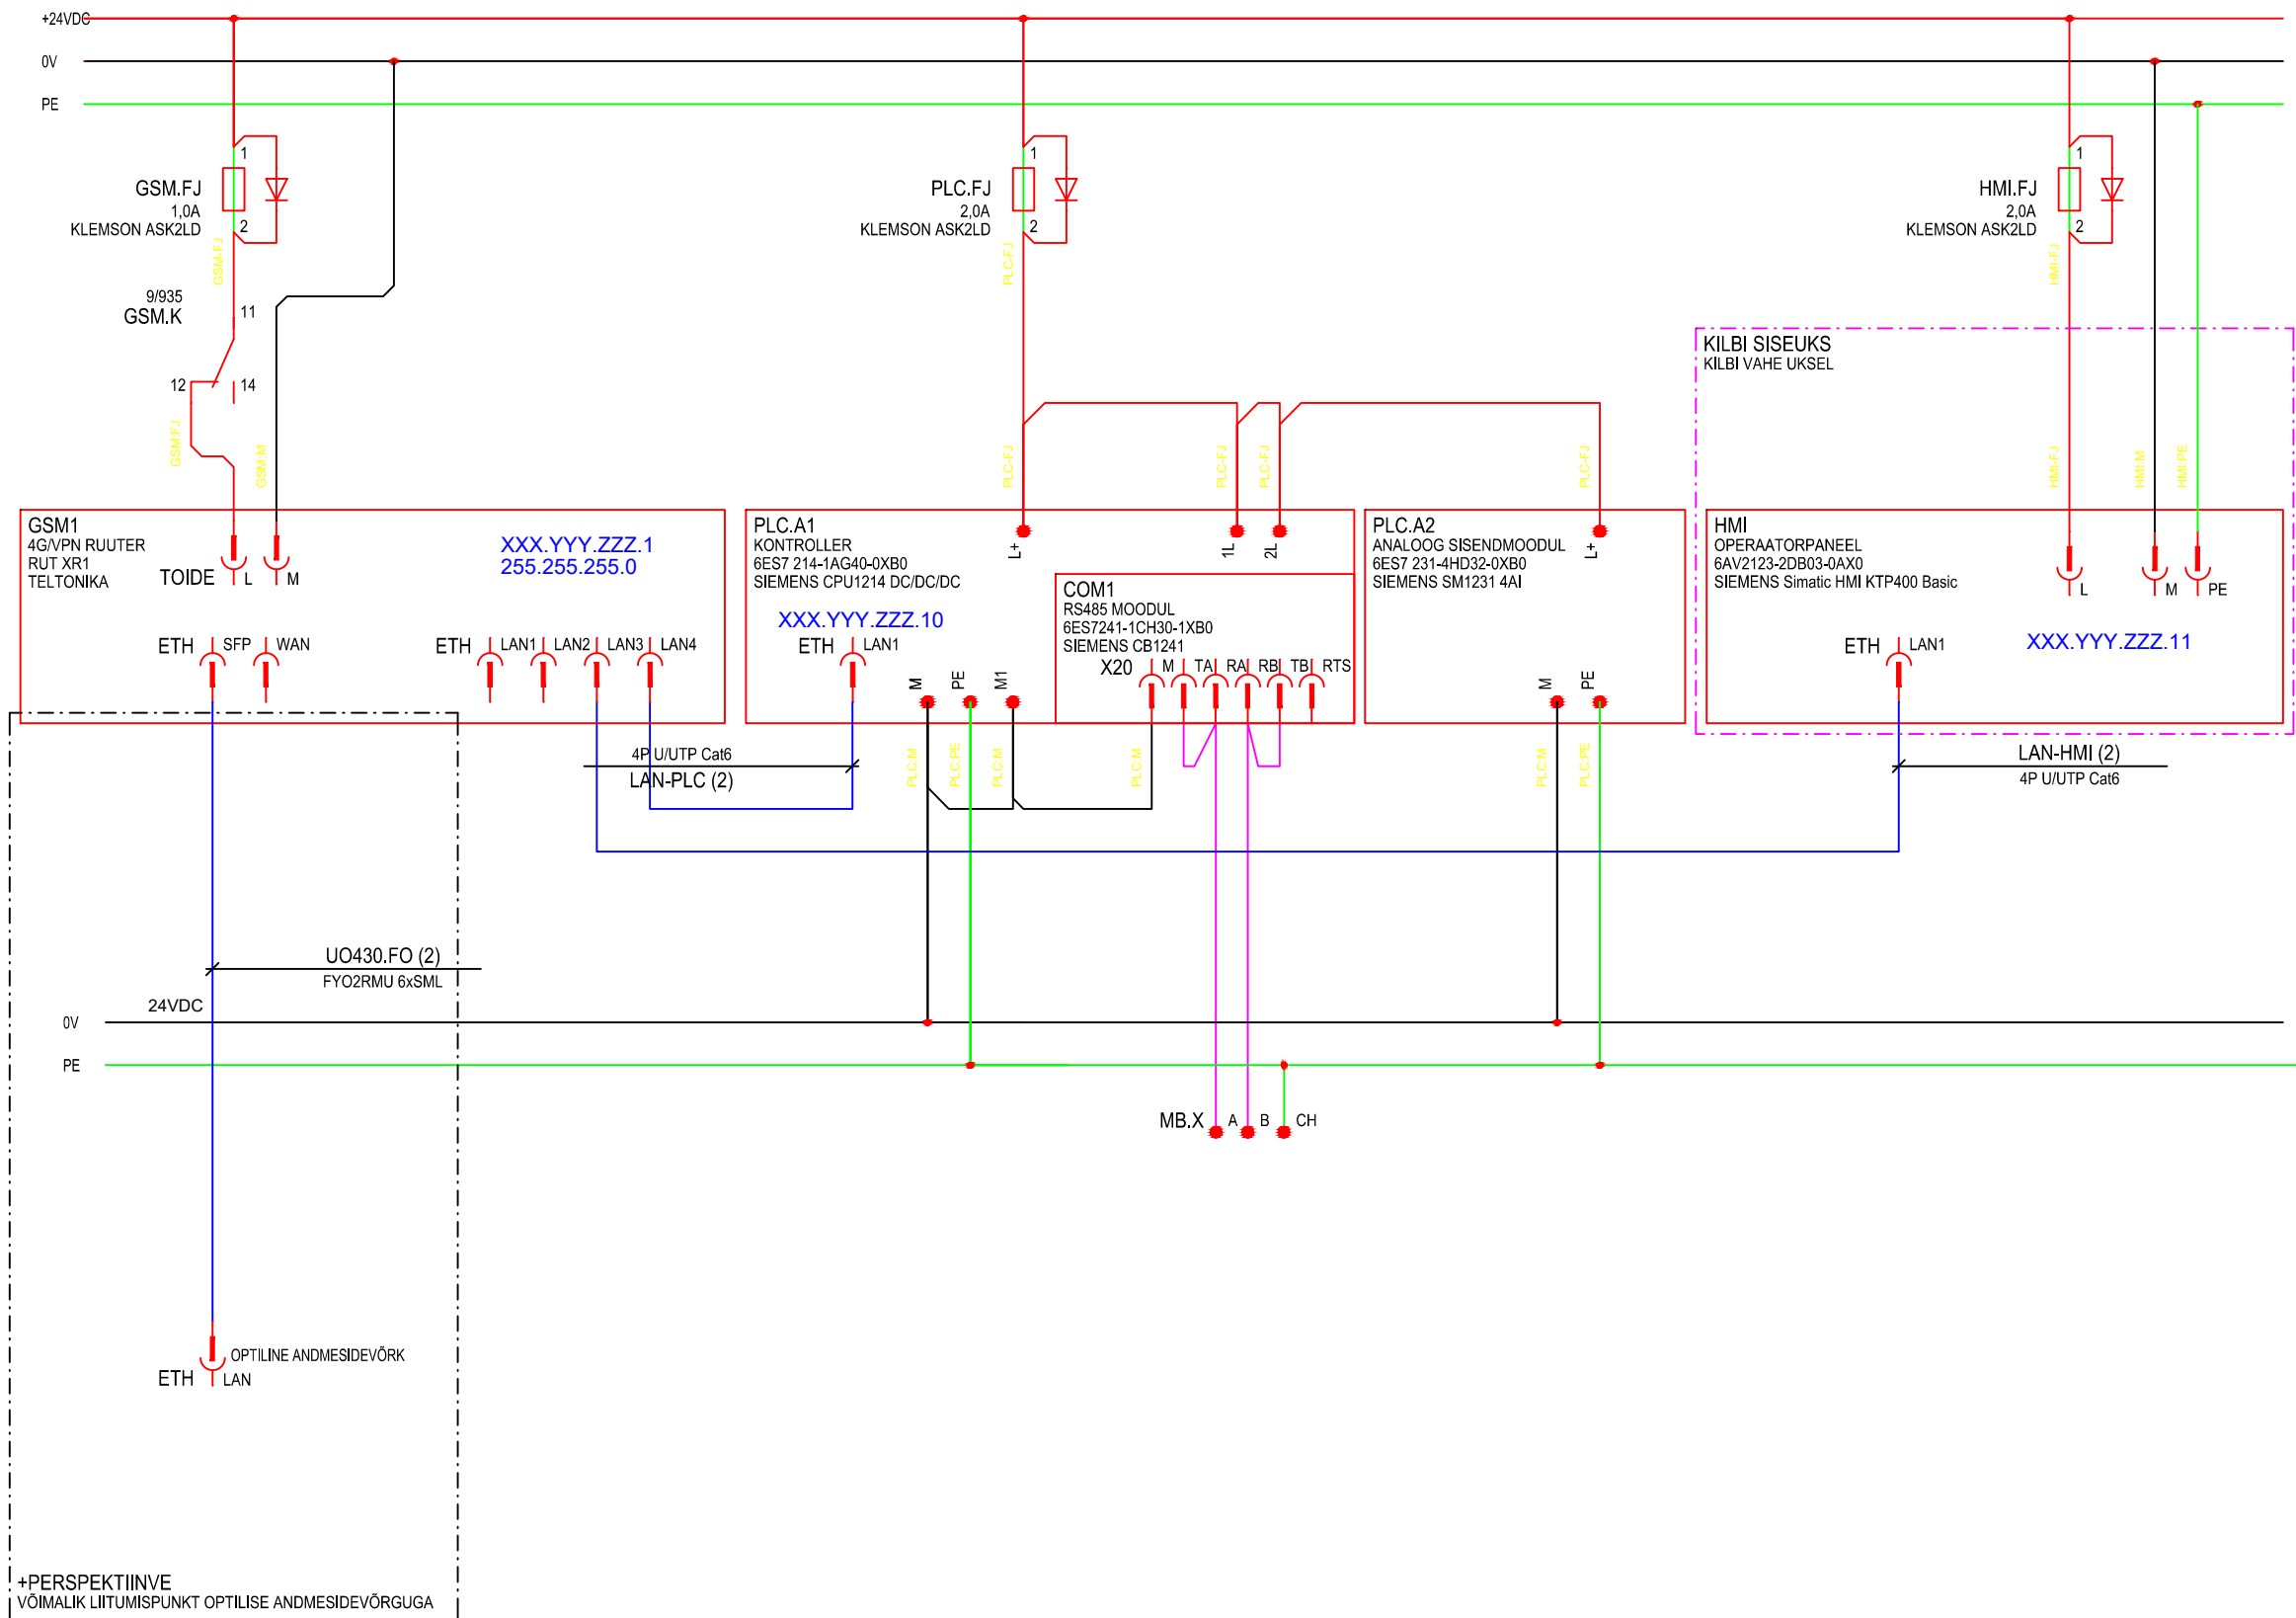 +24VDC
0V
PE
GSM.FJ
1,0A
KLEMSON ASK2LD
1
2
GSM-FJ
9/935
GSM.K
11
12
14
GSM:FJ
GSM:M
PLC.FJ
2,0A
KLEMSON ASK2LD
1
2
PLC-FJ
PLC-FJ
PLC-FJ
PLC-FJ
PLC-FJ
HMI.FJ
2,0A
KLEMSON ASK2LD
1
2
HMI-FJ
KILBI SISEUKS
KILBI VAHE UKSEL
HMI-FJ
HMI:M
HMI:PE
GSM1
4G/VPN RUUTER
RUT XR1
TELTONIKA
TOIDE
L
M
XXX.YYY.ZZZ.1
255.255.255.0
ETH
SFP
WAN
ETH
LAN1
LAN2
LAN3
LAN4
PLC.A1
KONTROLLER
6ES7 214-1AG40-0XB0
SIEMENS CPU1214 DC/DC/DC
L+
1L
2L
XXX.YYY.ZZZ.10
ETH
LAN1
M
PE
M1
COM1
RS485 MOODUL
6ES7241-1CH30-1XB0
SIEMENS CB1241
X20
M
TA
RA
RB
TB
RTS
PLC.A2
ANALOOG SISENDMOODUL
6ES7 231-4HD32-0XB0
SIEMENS SM1231 4AI
L+
M
PE
HMI
OPERAATORPANEEL
6AV2123-2DB03-0AX0
SIEMENS Simatic HMI KTP400 Basic
L
M
PE
ETH
LAN1
XXX.YYY.ZZZ.11
4P U/UTP Cat6
LAN-PLC (2)
PLC:M
PLC:PE
PLC:M
PLC:M
PLC:M
PLC:PE
LAN-HMI (2)
4P U/UTP Cat6
UO430.FO (2)
FYO2RMU 6xSML
24VDC
0V
PE
MB.X
A
B
CH
OPTILINE ANDMESIDEVÕRK
ETH
LAN
+PERSPEKTIINVE
VÕIMALIK LIITUMISPUNKT OPTILISE ANDMESIDEVÕRGUGA